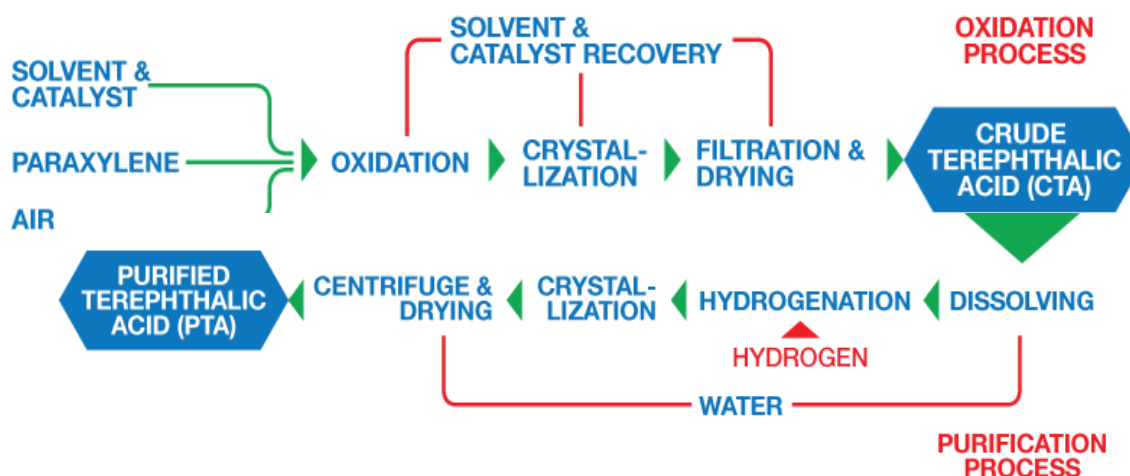 SOLVENT &
CATALYST RECOVERY
OXIDATION
PROCESS
SOLVENT &
CATALYST
PARAXYLENE
AIR
OXIDATION
CRYSTAL-
LIZATION
FILTRATION &
DRYING
CRUDE
TEREPHTHALIC
ACID (CTA)
PURIFIED
TEREPHTHALIC
ACID (PTA)
CENTRIFUGE &
DRYING
CRYSTAL-
LIZATION
HYDROGENATION
DISSOLVING
HYDROGEN
WATER
PURIFICATION
PROCESS